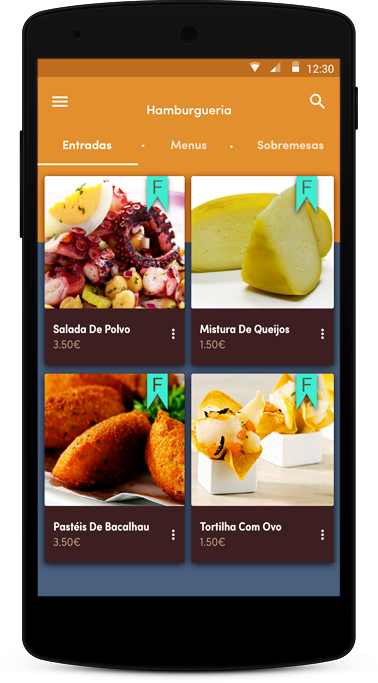 12:30
Hamburgueria
Entradas • Menus • Sobremesas
F F
Salada De Polvo
3.50€
Mistura De Queijos
1.50€
F F
Pastéis De Bacalhau
3.50€
Tortilha Com Ovo
1.50€